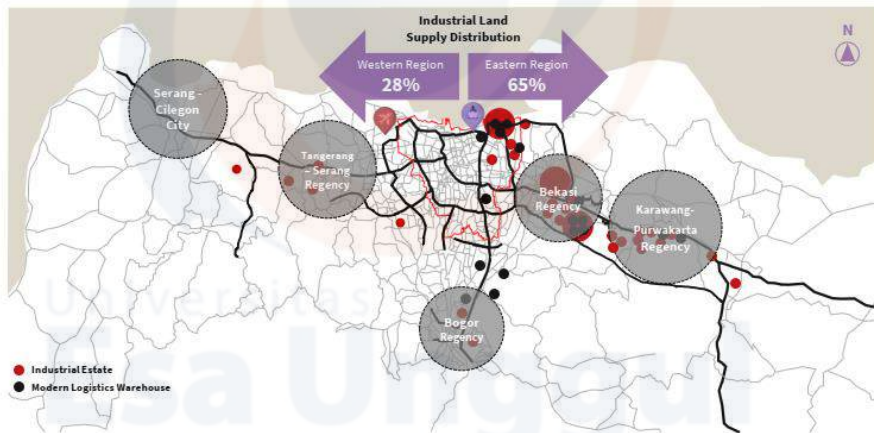 Industrial Land
Supply Distribution
Western Region
28%
Eastern Region
65%
N
Serang -
Cilegon
City
Tangerang
- Serang
Regency
Bekasi
Regency
Karawang-
Purwakarta
Regency
Bogor
Regency
Industrial Estate
Modern Logistics Warehouse
Universitas
Esa Unggul